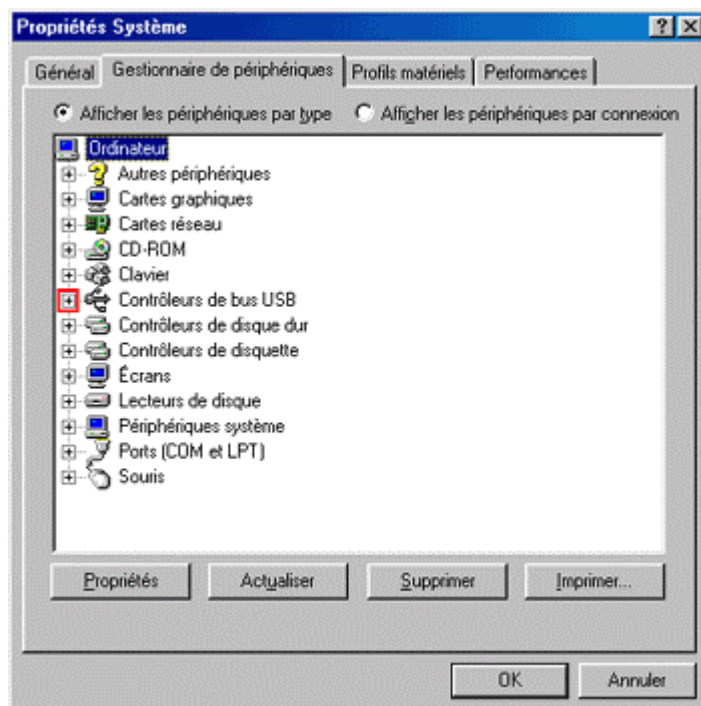 Propriétés Système
Général Gestionnaire de périphériques Profils matériels Performances
Afficher les périphériques par type Afficher les périphériques par connexion
Ordinateur
Autres périphériques
Cartes graphiques
Cartes réseau
CD-ROM
Clavier
Contrôleurs de bus USB
Contrôleurs de disque dur
Contrôleurs de disquette
Écrans
Lecteurs de disque
Périphériques système
Ports (COM et LPT)
Souris
Propriétés Actualiser Supprimer Imprimer...
OK Annuler